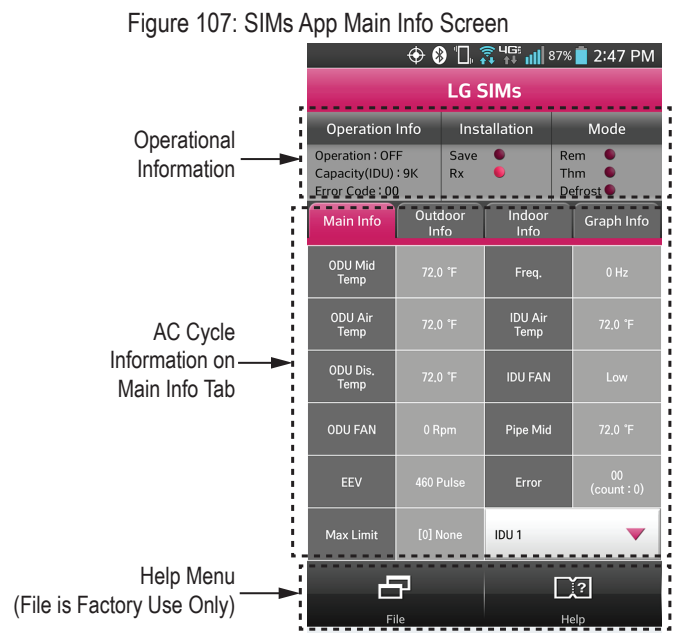 Figure 107: SIMs App Main Info Screen
4G 87% 2:47 PM
LG SIMs
Operation Info Installation Mode
Operational
Information
Operation : OFF Save Rem
Capacity(IDU) : 9K Rx Thm
Error Code : 00 Defrost
Main Info Outdoor Info Indoor Info Graph Info
AC Cycle
Information on
Main Info Tab
ODU Mid
Temp
72.0 °F
Freq.
0 Hz
ODU Air
Temp
72.0 °F
IDU Air
Temp
72.0 °F
ODU Dis.
Temp
72.0 °F
IDU FAN
Low
ODU FAN
0 Rpm
Pipe Mid
72.0 °F
EEV
460 Pulse
Error
00
(count : 0)
Max Limit
[0] None
IDU 1
Help Menu
(File is Factory Use Only)
File
?
Help